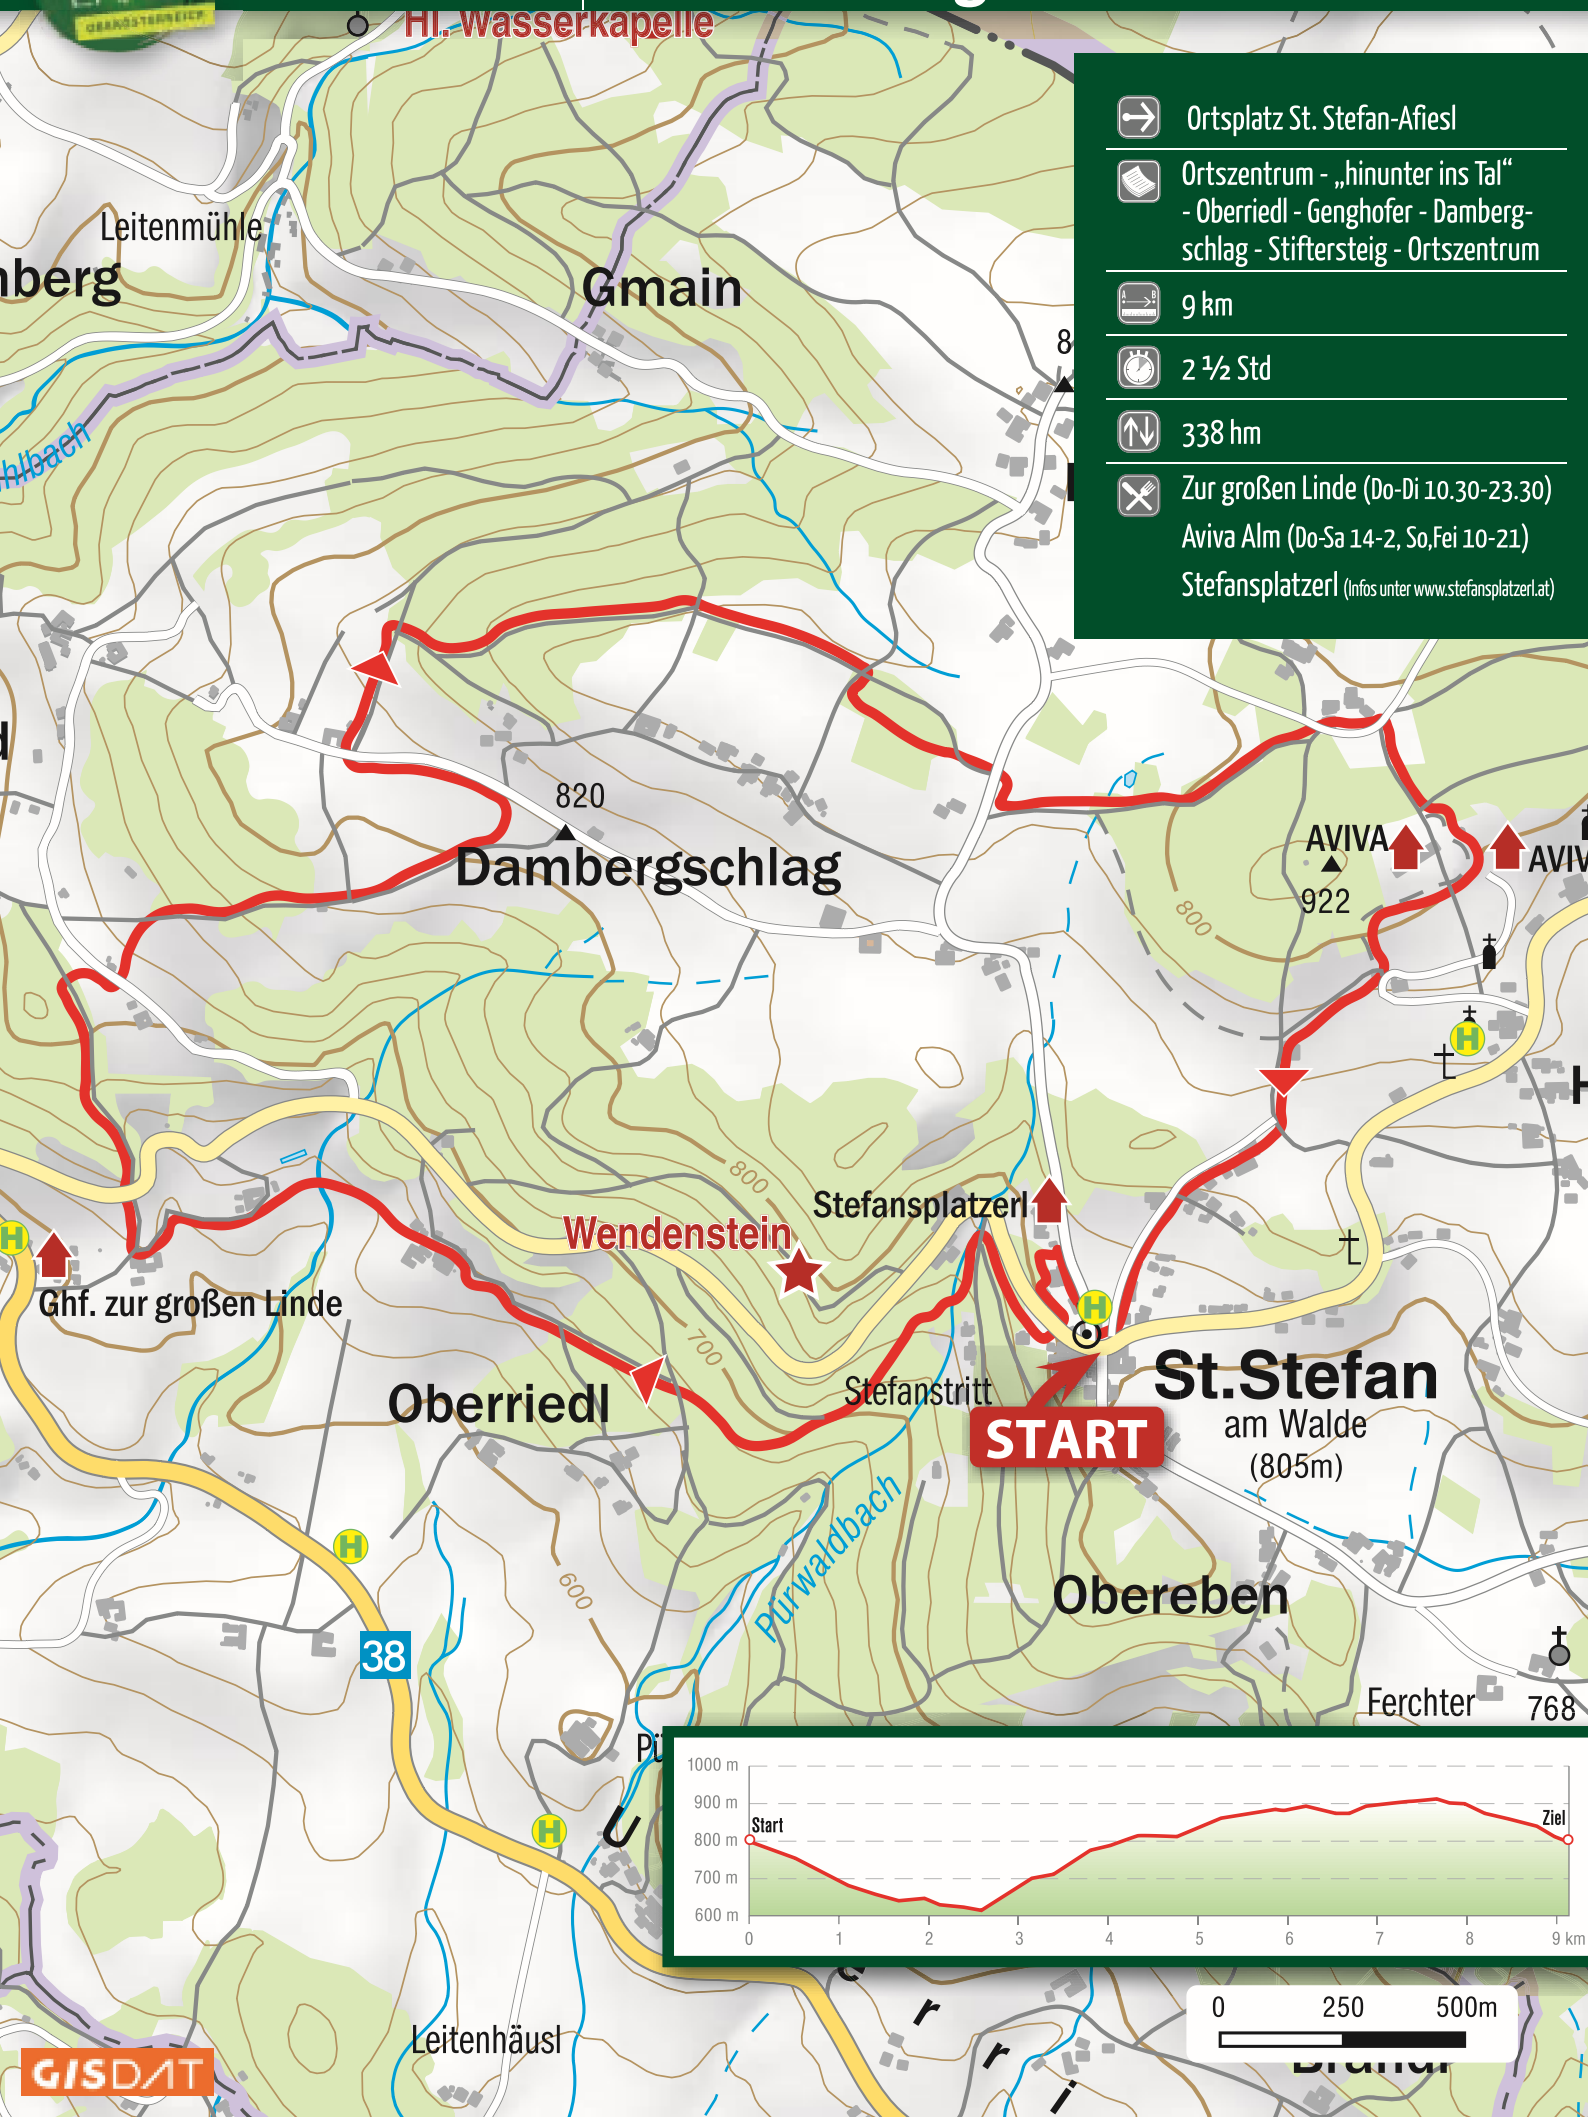 OBERÖSTERREICH
Hl. Wasserkapelle
Ortsplatz St. Stefan-Afiesl
Ortszentrum - „hinunter ins Tal“
- Oberriedl - Genghofer - Damberg-
schlag - Stiftersteig - Ortszentrum
A B
9 km
2 ½ Std
338 hm
Zur großen Linde (Do-Di 10.30-23.30)
Aviva Alm (Do-Sa 14-2, So,Fei 10-21)
Stefansplatzerl (Infos unter www.stefansplatzerl.at)
Leitenmühle
nberg
Gmain
8
hlbach
d
820
Dambergschlag
AVIVA
AVIV
922
800
H
H
800
Stefansplatzerl
Wendenstein
H
Ghf. zur großen Linde
H
700
Oberriedl
Stefanstritt
START
St.Stefan
am Walde
(805m)
Pürwaldbach
H
600
Obereben
38
Ferchter
768
Pü
U
H
1000 m
900 m
800 m
700 m
600 m
Start
Ziel
0 1 2 3 4 5 6 7 8 9 km
r
r
i
Leitenhäusl
0 250 500m
GISDAT